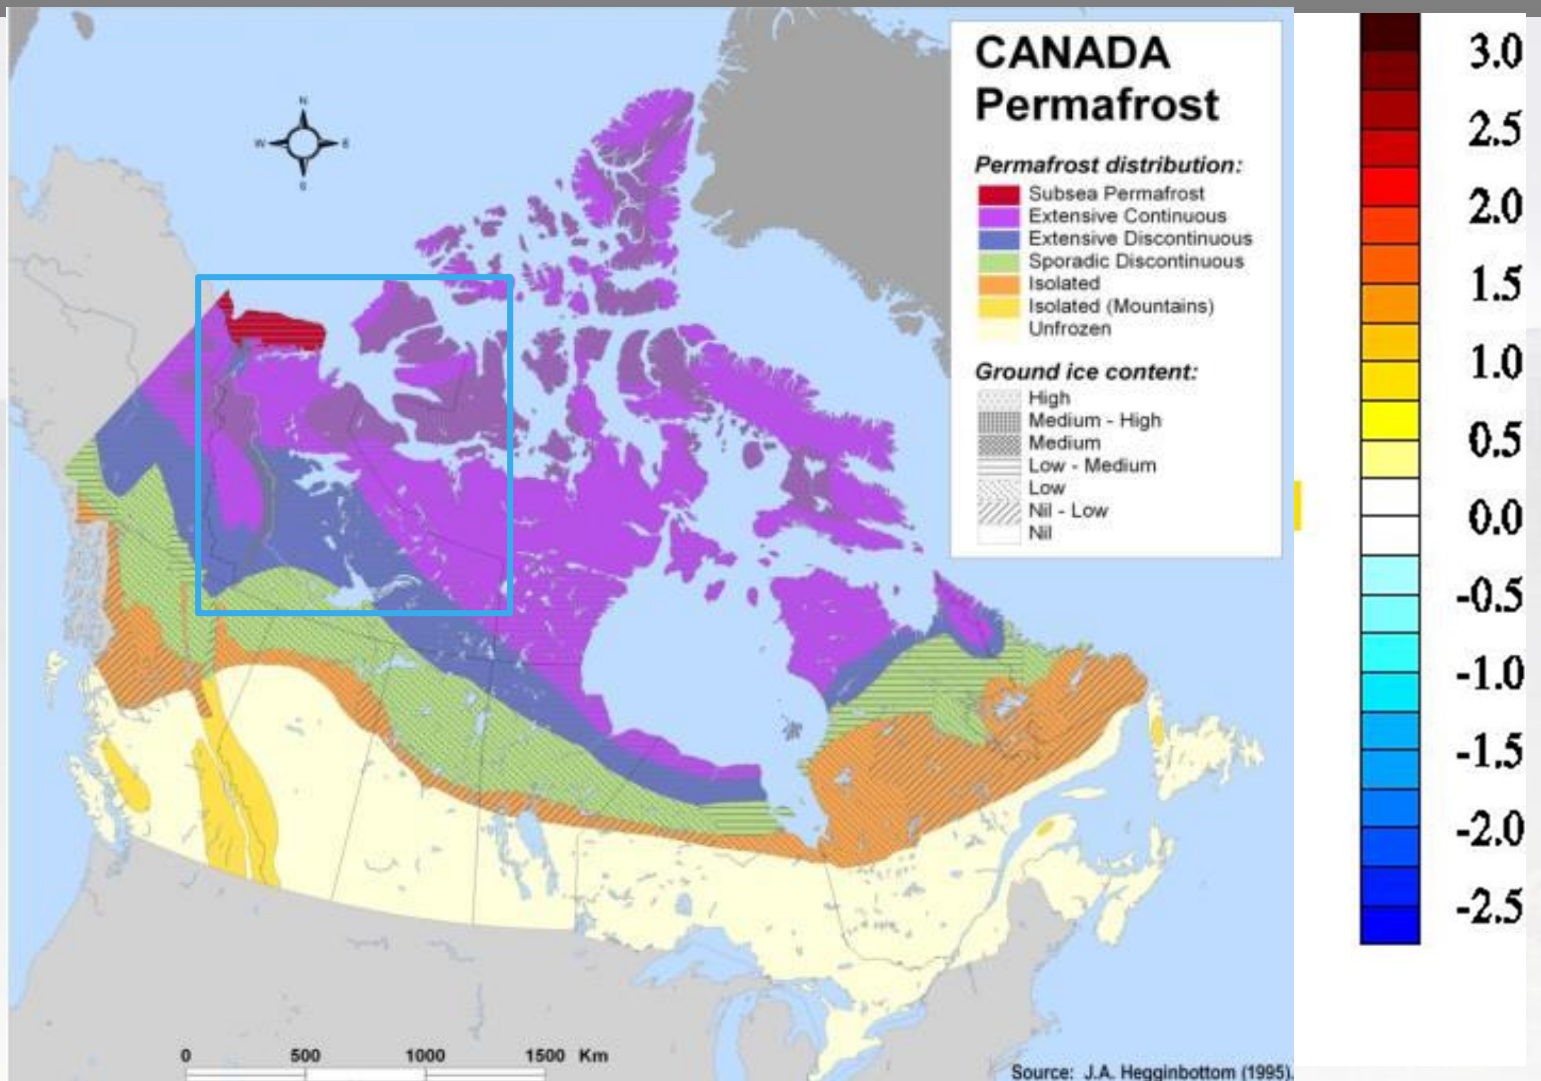 CANADA
Permafrost
Permafrost distribution:
Subsea Permafrost
Extensive Continuous
Extensive Discontinuous
Sporadic Discontinuous
Isolated
Isolated (Mountains)
Unfrozen
Ground ice content:
High
Medium - High
Medium
Low - Medium
Low
Nil - Low
Nil
N
W
E
S
0 500 1000 1500 Km
Source: J.A. Hegginbottom (1995).
3.0
2.5
2.0
1.5
1.0
0.5
0.0
-0.5
-1.0
-1.5
-2.0
-2.5